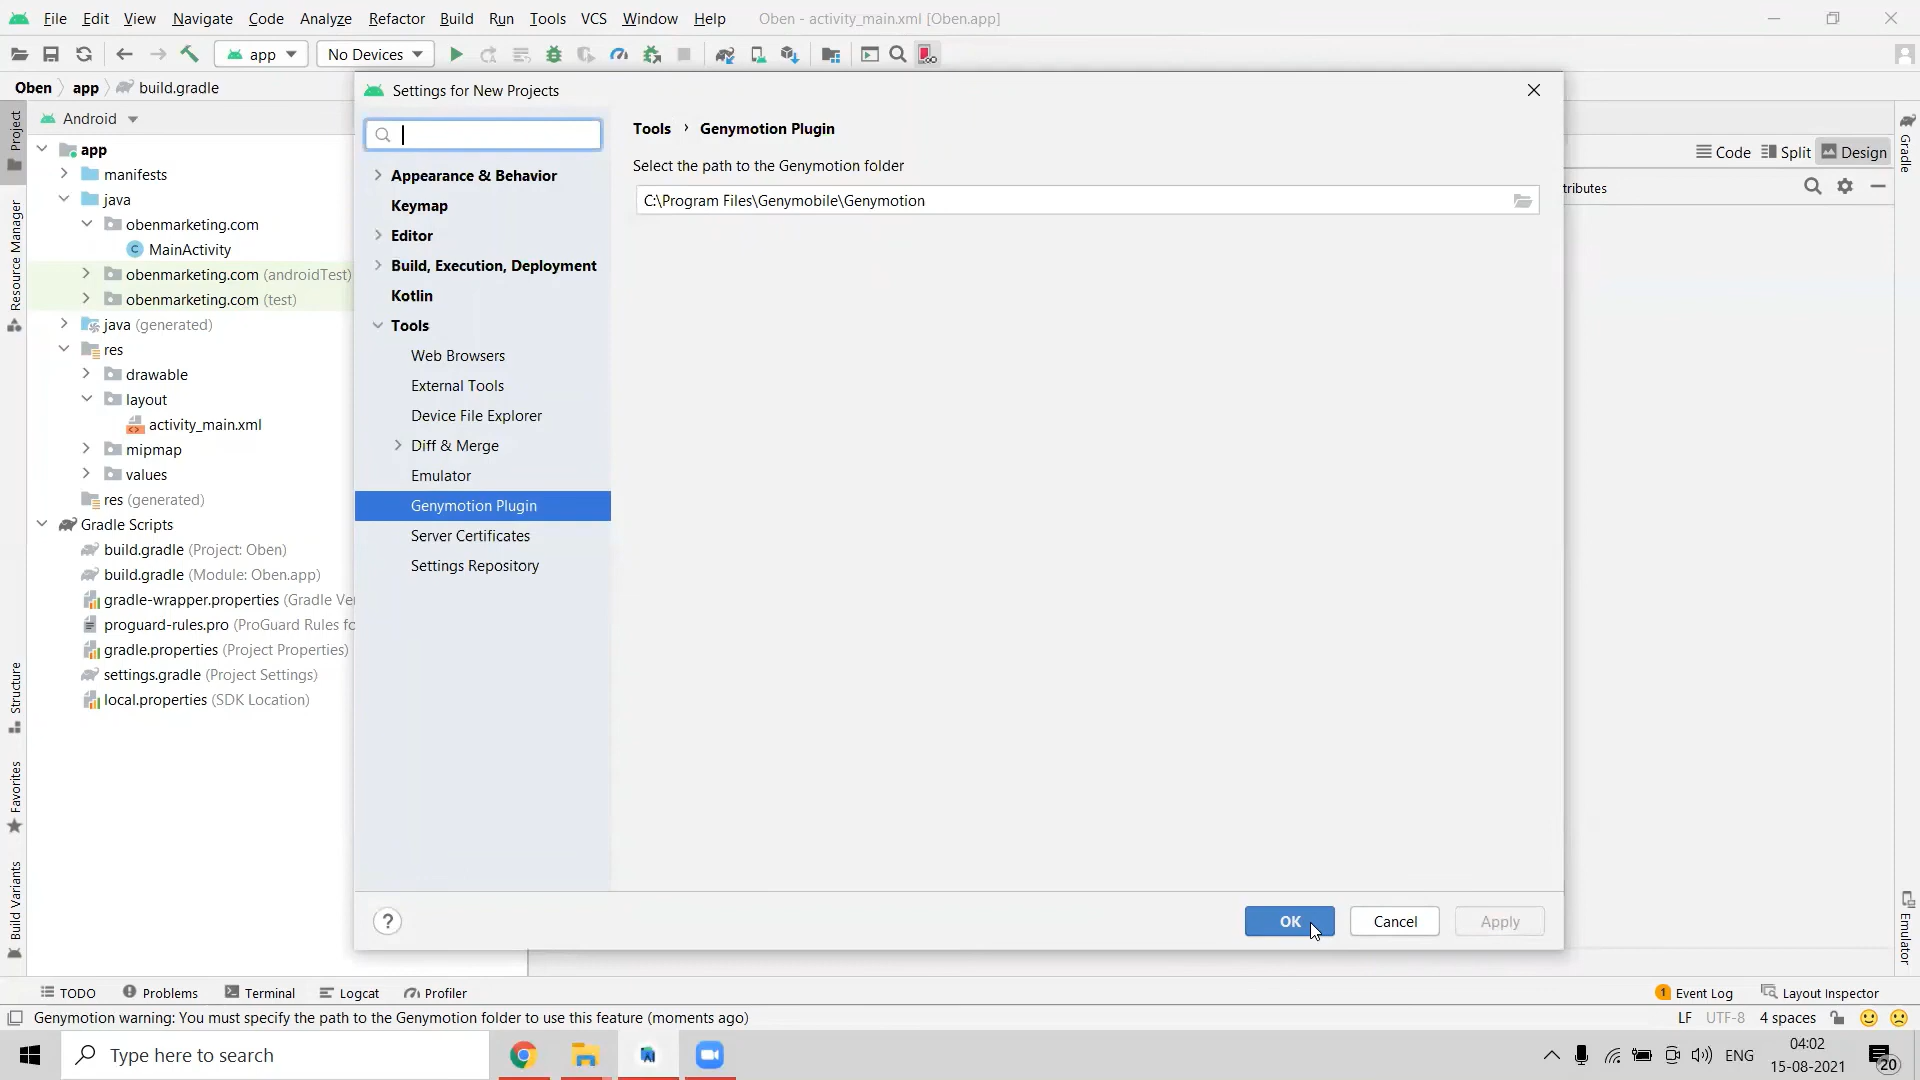 File Edit View Navigate Code Analyze Refactor Build Run Tools VCS Window Help Oben - activity_main.xml [Oben.app]
app No Devices
Oben app build.gradle
Settings for New Projects
Android
Project
Resource Manager
Structure
Favorites
Build Variants
app
manifests
java
obenmarketing.com
MainActivity
obenmarketing.com (androidTest)
obenmarketing.com (test)
java (generated)
res
drawable
layout
activity_main.xml
mipmap
values
res (generated)
Gradle Scripts
build.gradle (Project: Oben)
build.gradle (Module: Oben.app)
gradle-wrapper.properties (Gradle Ve
proguard-rules.pro (ProGuard Rules fo
gradle.properties (Project Properties)
settings.gradle (Project Settings)
local.properties (SDK Location)
Appearance & Behavior
Keymap
Editor
Build, Execution, Deployment
Kotlin
Tools
Web Browsers
External Tools
Device File Explorer
Diff & Merge
Emulator
Genymotion Plugin
Server Certificates
Settings Repository
Tools › Genymotion Plugin
Select the path to the Genymotion folder
C:\Program Files\Genymobile\Genymotion
? OK Cancel Apply
Code Split Design
tributes
Gradle
Emulator
TODO Problems Terminal Logcat Profiler 1 Event Log Layout Inspector
Genymotion warning: You must specify the path to the Genymotion folder to use this feature (moments ago) LF UTF-8 4 spaces
Type here to search
ENG
04:02
15-08-2021
20